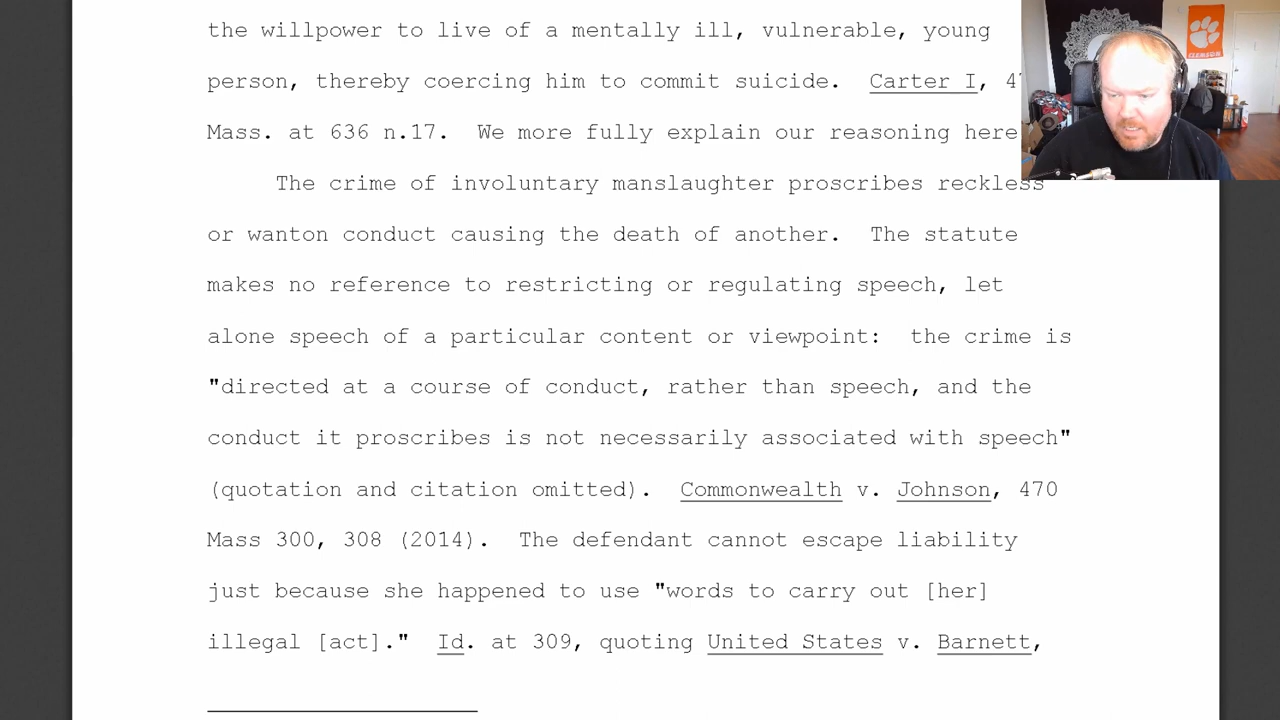 the willpower to live of a mentally ill, vulnerable, young
person, thereby coercing him to commit suicide. Carter I,
Mass. at 636 n.17. We more fully explain our reasoning here
The crime of involuntary manslaughter proscribes reckless
or wanton conduct causing the death of another. The statute
makes no reference to restricting or regulating speech, let
alone speech of a particular content or viewpoint: the crime is
"directed at a course of conduct, rather than speech, and the
conduct it proscribes is not necessarily associated with speech"
(quotation and citation omitted). Commonwealth v. Johnson, 470
Mass 300, 308 (2014). The defendant cannot escape liability
just because she happened to use "words to carry out [her]
illegal [act]." Id. at 309, quoting United States v. Barnett,
CLEMSON